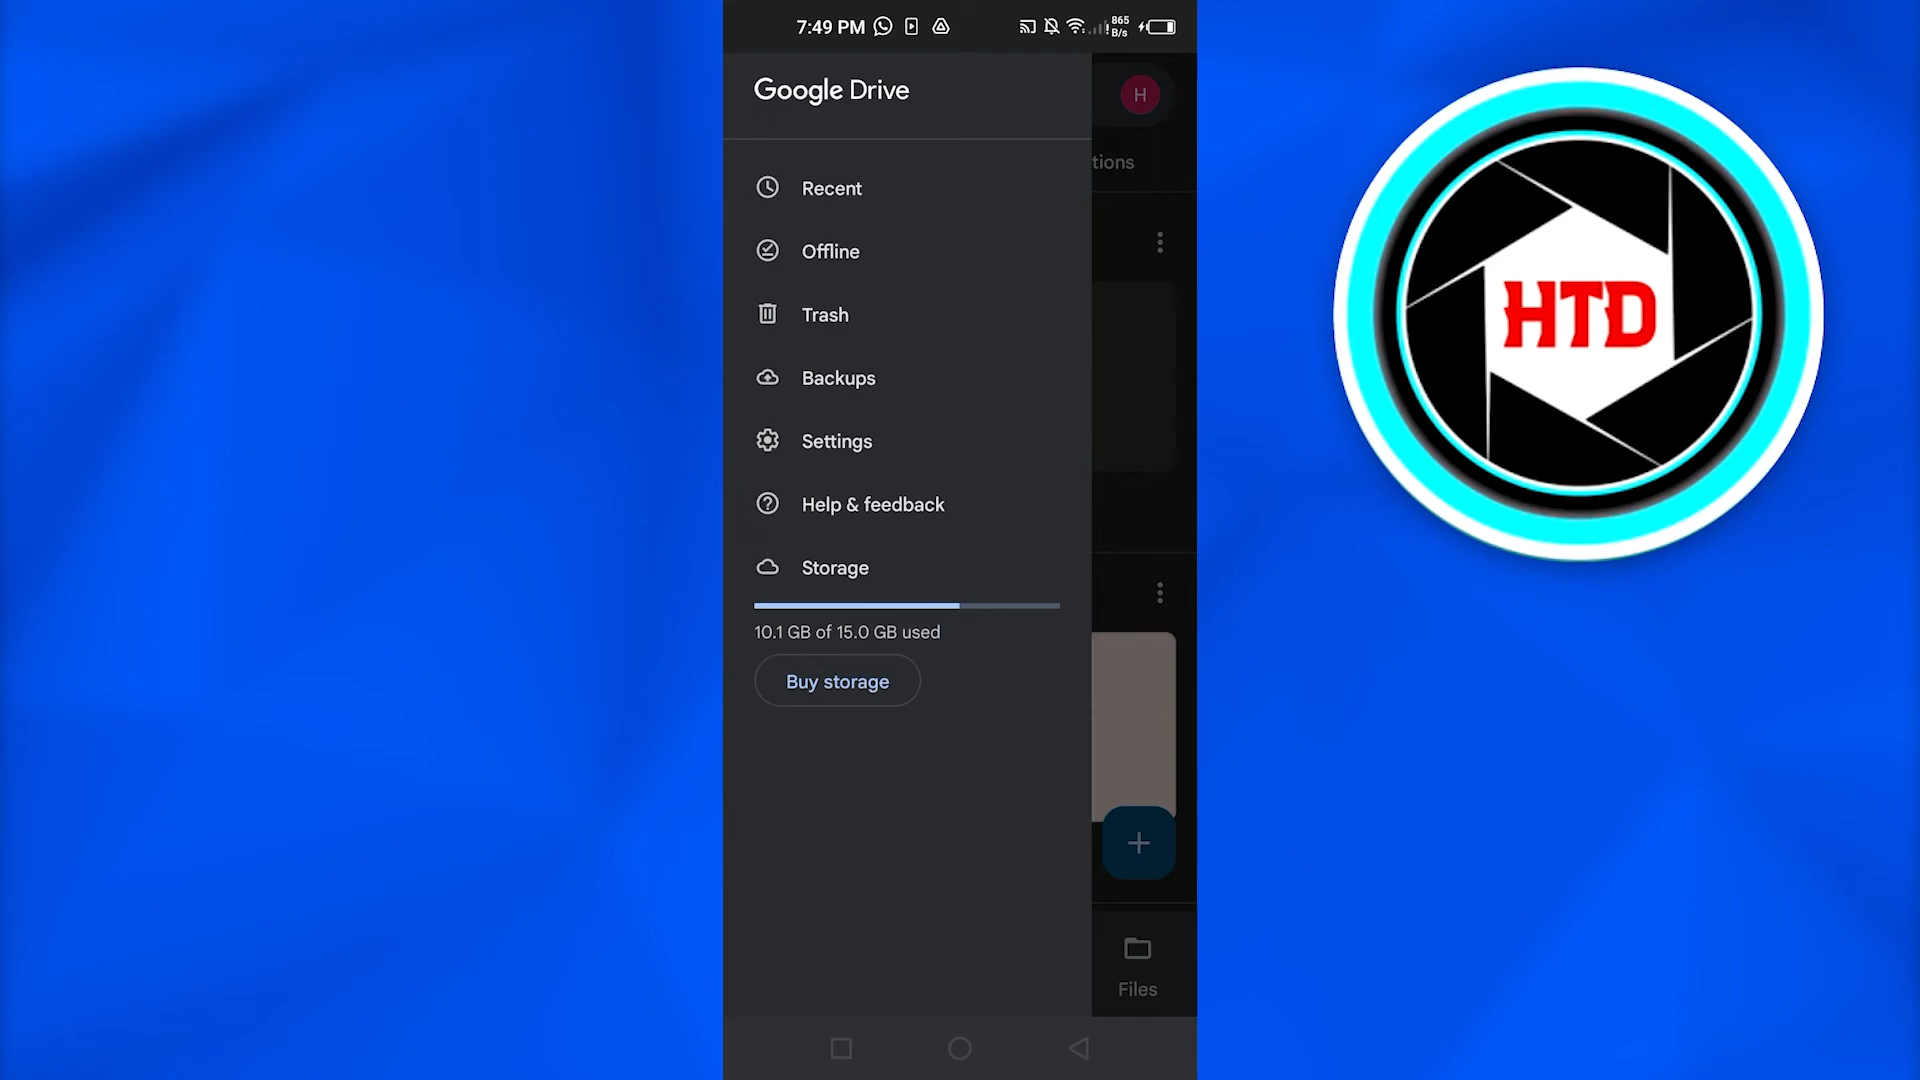 7:49 PM
865
B/s
Google Drive
H
tions
Recent
Offline
Trash
Backups
Settings
Help & feedback
Storage
10.1 GB of 15.0 GB used
Buy storage
Files
HTD